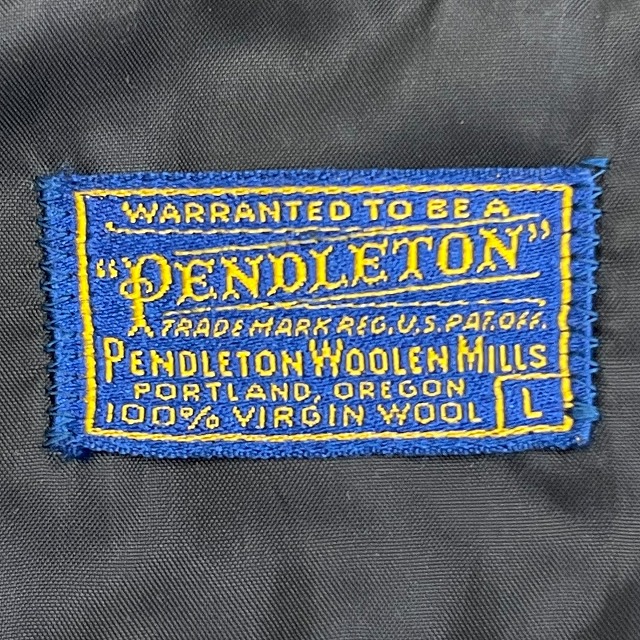 WARRANTED TO BE A
"PENDLETON"
TRADE MARK REG. U.S. PAT. OFF.
PENDLETON WOOLEN MILLS
PORTLAND, OREGON
100% VIRGIN WOOL L